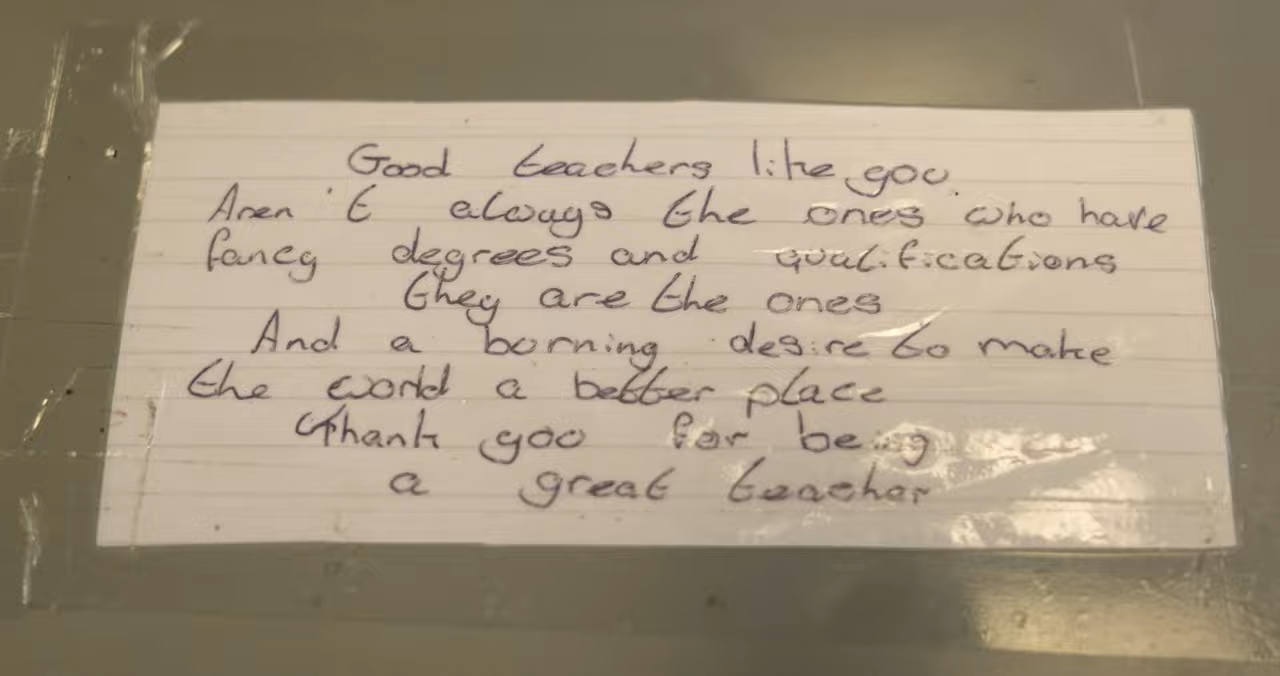 Good teachers like you
Aren't always the ones who have
fancy degrees and qualifications
they are the ones
And a burning desire to make
the world a better place
Thank you for being
a great teacher